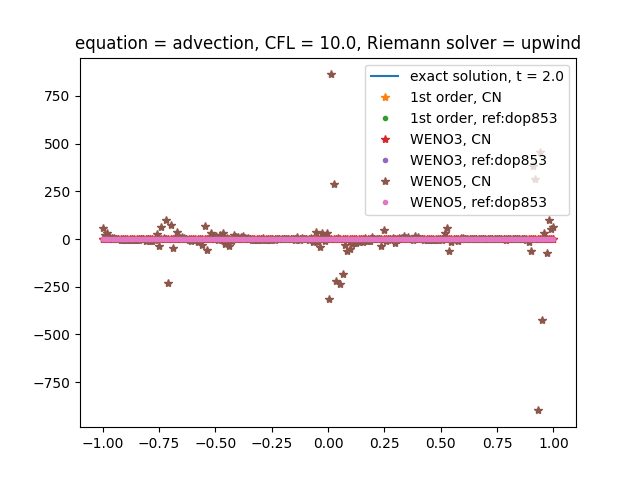 equation = advection, CFL = 10.0, Riemann solver = upwind
exact solution, t = 2.0
1st order, CN
1st order, ref:dop853
WENO3, CN
WENO3, ref:dop853
WENO5, CN
WENO5, ref:dop853
750
500
250
0
−250
−500
−750
−1.00 −0.75 −0.50 −0.25 0.00 0.25 0.50 0.75 1.00